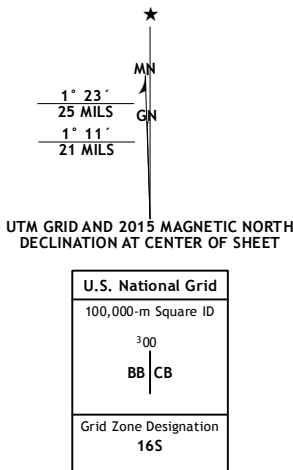 ★
MN
1° 23´
25 MILS
GN
1° 11´
21 MILS
UTM GRID AND 2015 MAGNETIC NORTH
DECLINATION AT CENTER OF SHEET
U.S. National Grid
100,000-m Square ID
³00
BB CB
Grid Zone Designation
16S